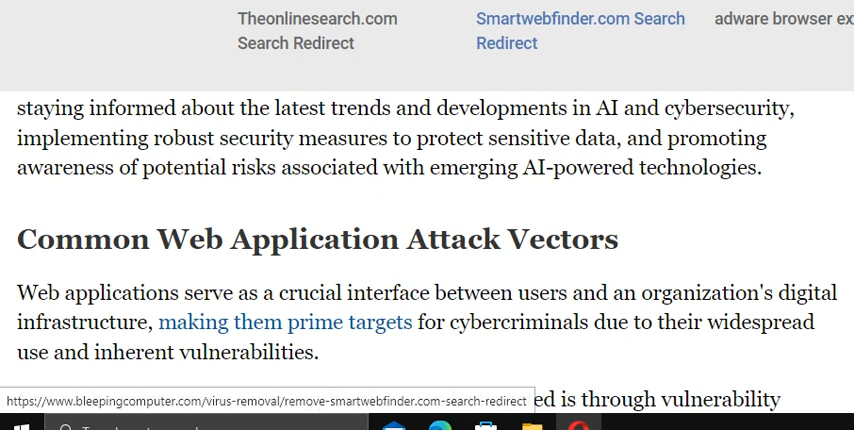 Theonlinesearch.com
Search Redirect
Smartwebfinder.com Search
Redirect
adware browser ex
staying informed about the latest trends and developments in AI and cybersecurity,
implementing robust security measures to protect sensitive data, and promoting
awareness of potential risks associated with emerging AI-powered technologies.
Common Web Application Attack Vectors
Web applications serve as a crucial interface between users and an organization's digital
infrastructure, making them prime targets for cybercriminals due to their widespread
use and inherent vulnerabilities.
https://www.bleepingcomputer.com/virus-removal/remove-smartwebfinder.com-search-redirect
ed is through vulnerability